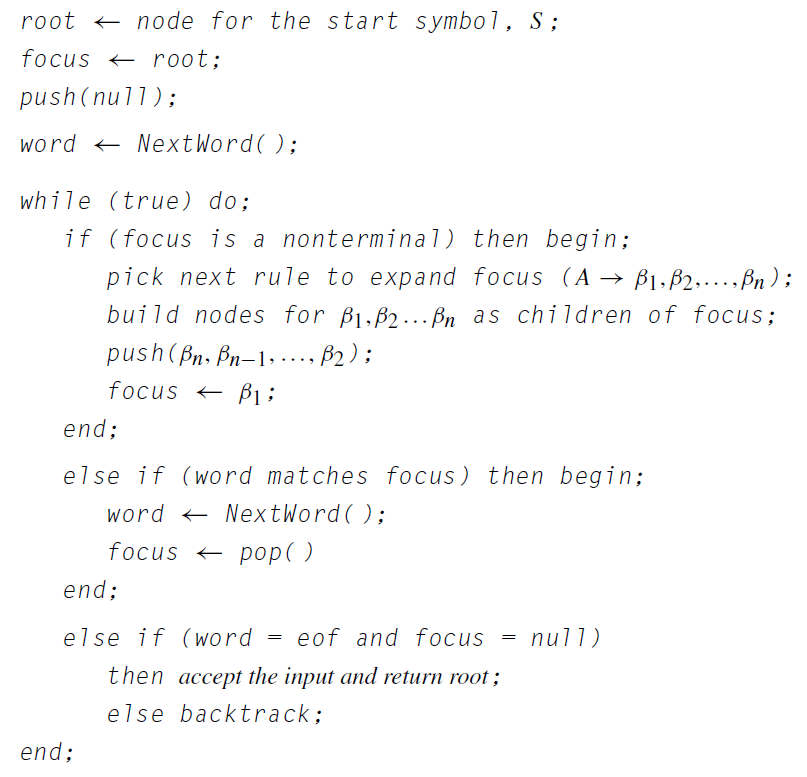 root ← node for the start symbol, S;
focus ← root;
push(null);
word ← NextWord( );
while (true) do;
if (focus is a nonterminal) then begin;
pick next rule to expand focus (A → β1,β2,...,βn);
build nodes for β1,β2...βn as children of focus;
push(βn, βn−1, ..., β2);
focus ← β1;
end;
else if (word matches focus) then begin;
word ← NextWord( );
focus ← pop( )
end;
else if (word = eof and focus = null)
then accept the input and return root;
else backtrack;
end;